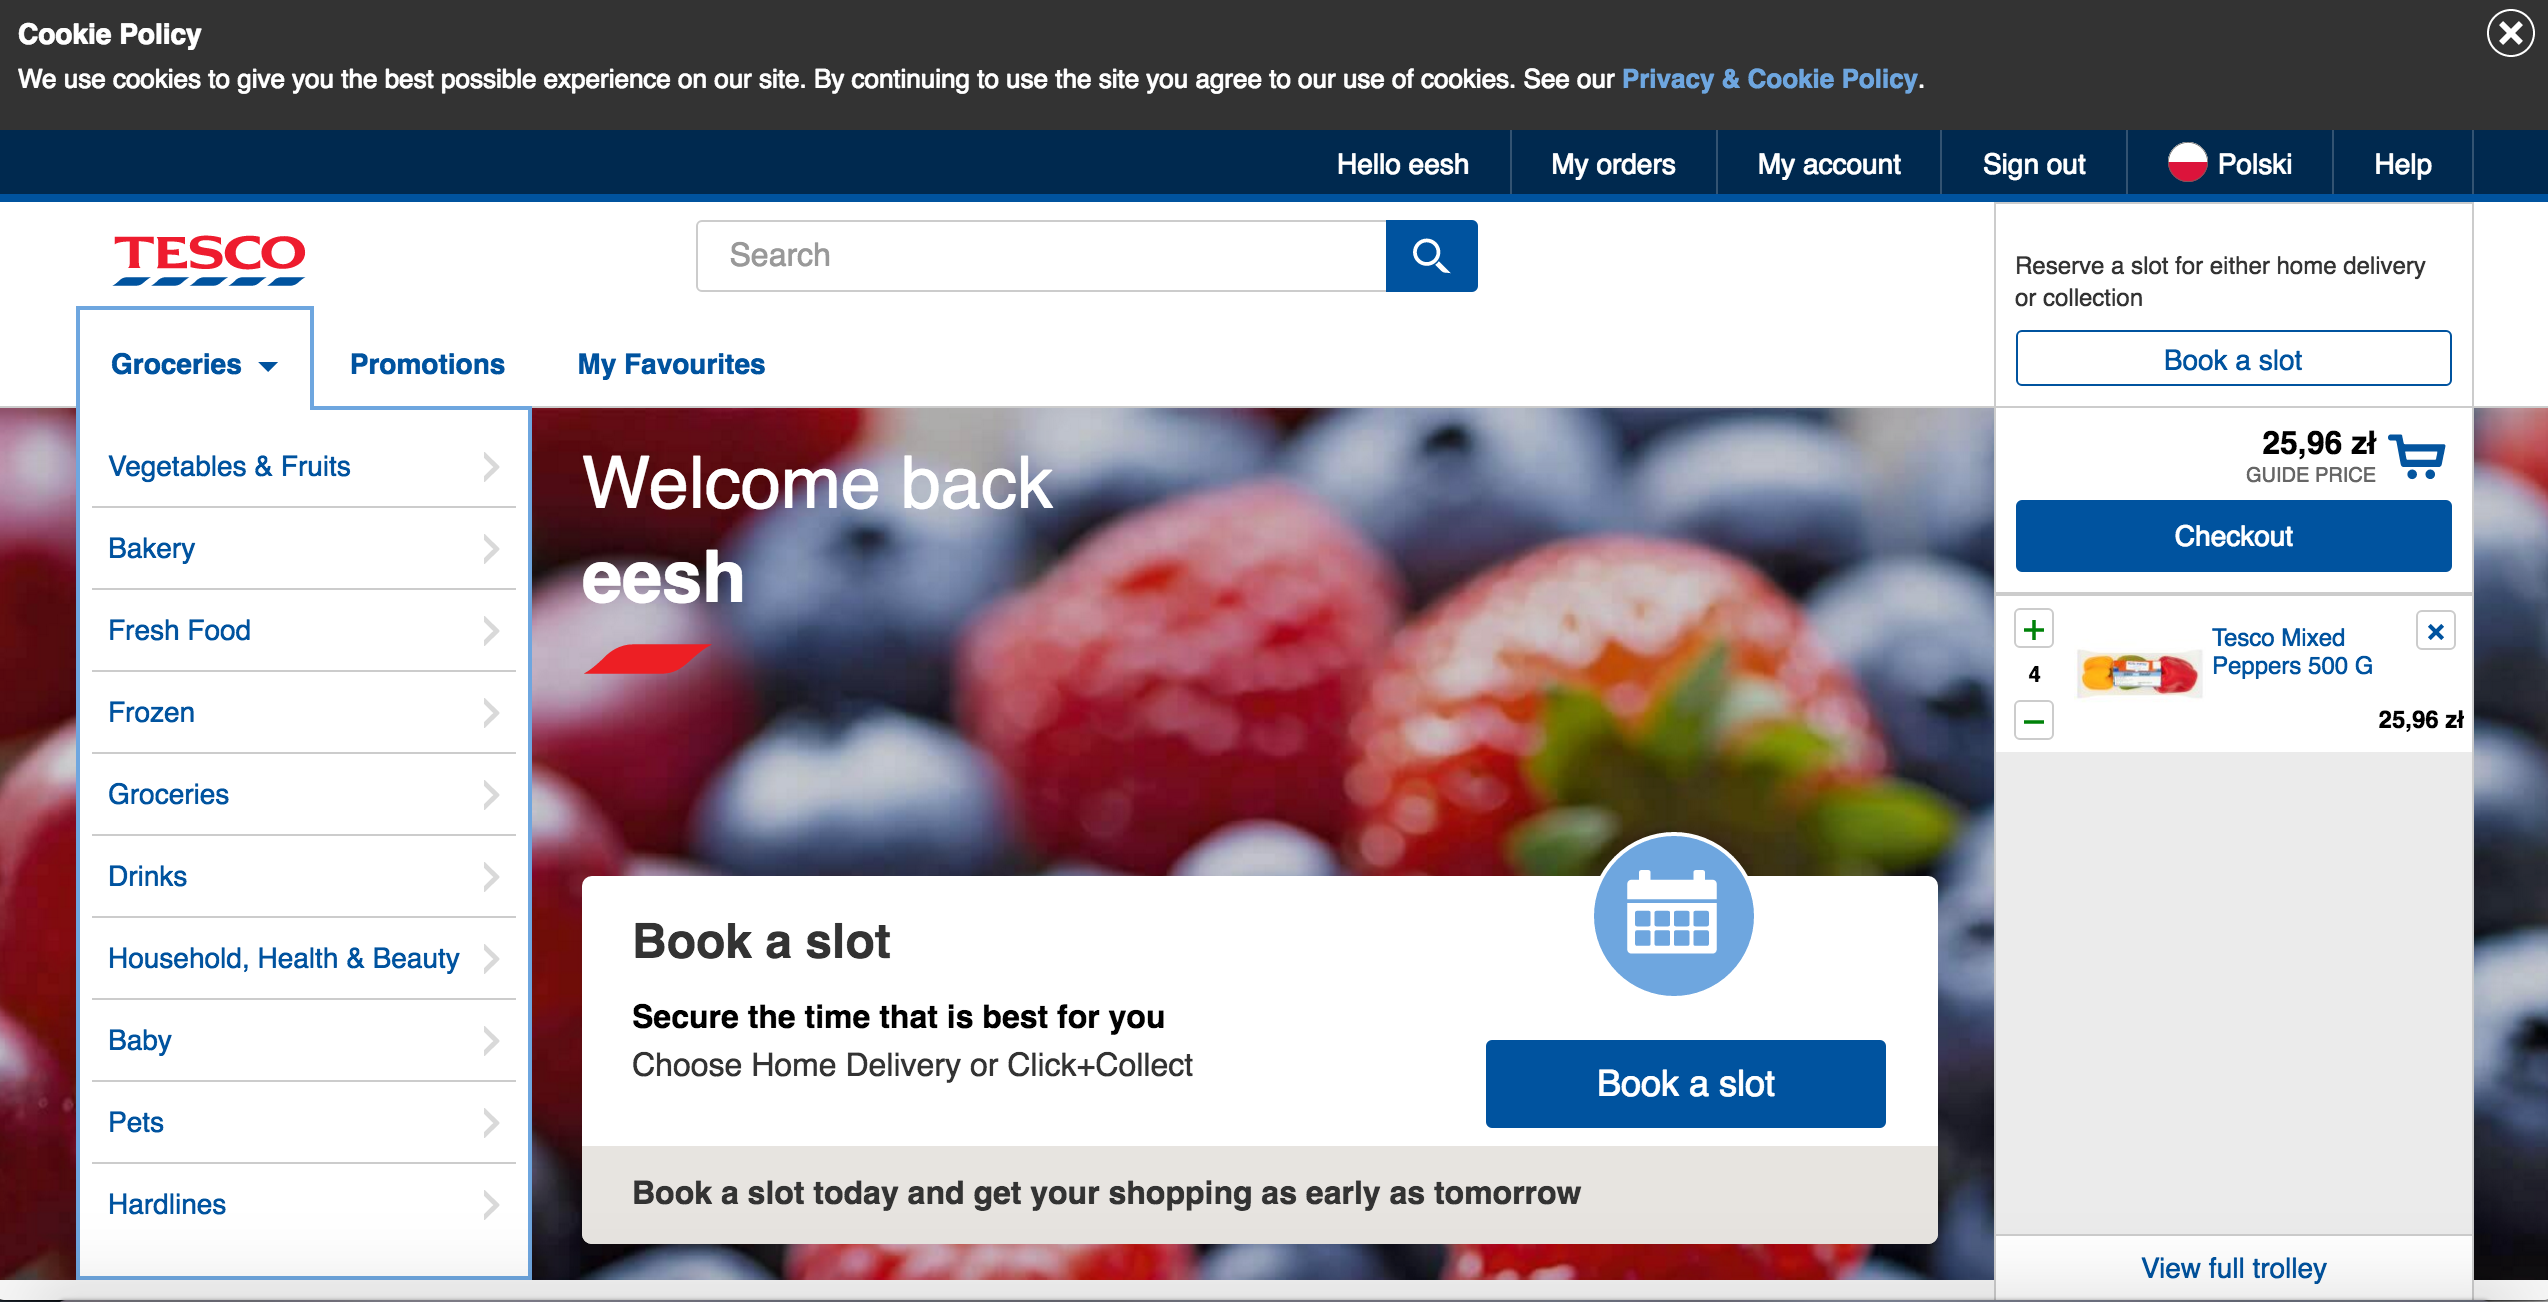 Cookie Policy
We use cookies to give you the best possible experience on our site. By continuing to use the site you agree to our use of cookies. See our Privacy & Cookie Policy.
Hello eesh
My orders
My account
Sign out
Polski
Help
TESCO
Search
Reserve a slot for either home delivery
or collection
Book a slot
Groceries
Promotions
My Favourites
Vegetables & Fruits
Bakery
Fresh Food
Frozen
Groceries
Drinks
Household, Health & Beauty
Baby
Pets
Hardlines
Welcome back
eesh
Book a slot
Secure the time that is best for you
Choose Home Delivery or Click+Collect
Book a slot
Book a slot today and get your shopping as early as tomorrow
25,96 zł
GUIDE PRICE
Checkout
4
Tesco Mixed
Peppers 500 G
25,96 zł
View full trolley